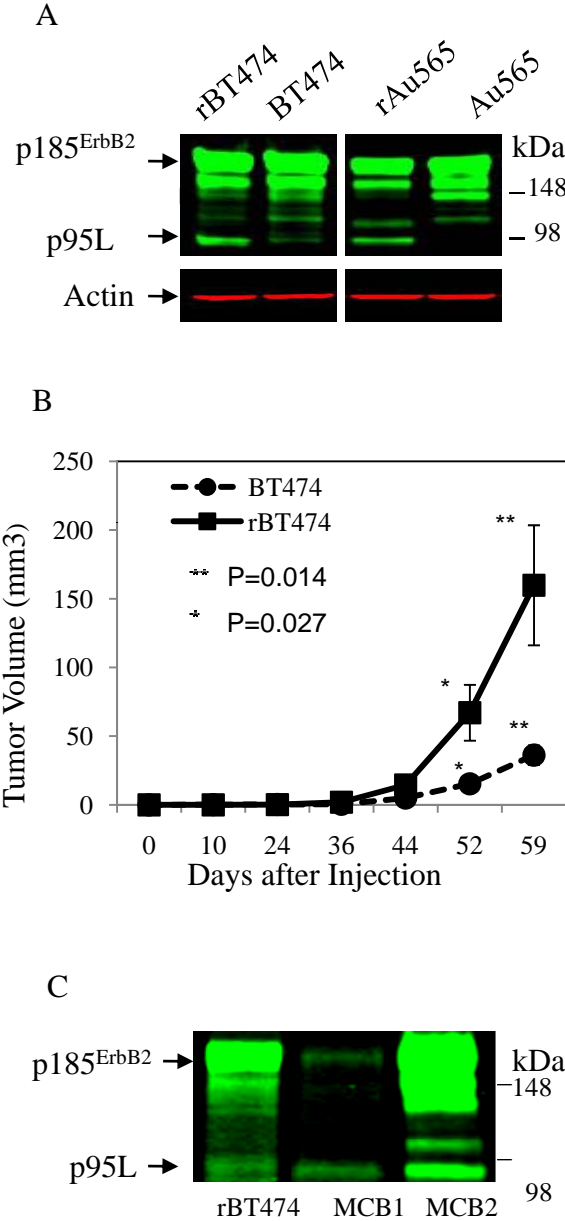 A
rBT474 BT474 rAu565 Au565
p185ErbB2 kDa
148
p95L 98
Actin
B
250
200
150
100
50
0
Tumor Volume (mm3)
BT474
rBT474
** P=0.014
* P=0.027
**
*
**
*
0 10 24 36 44 52 59
Days after Injection
C
p185ErbB2 kDa
148
p95L
98
rBT474 MCB1 MCB2